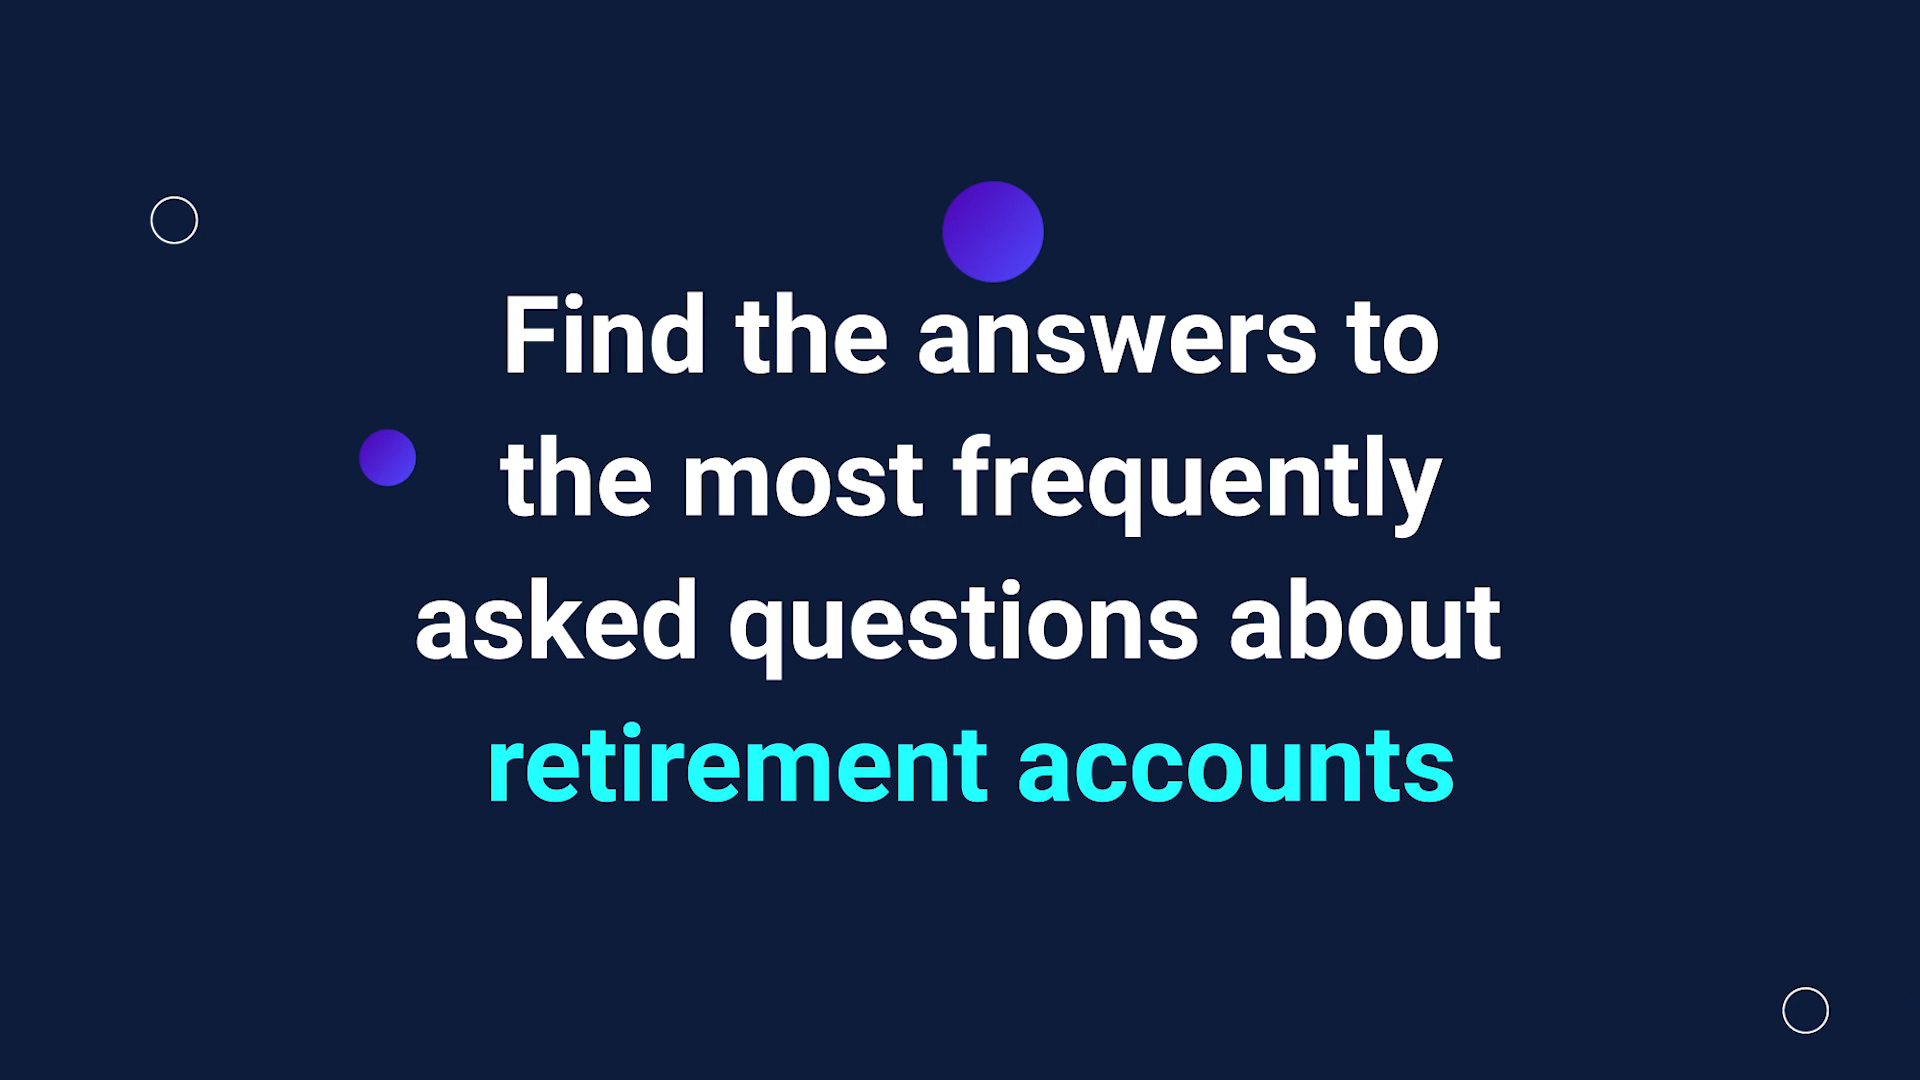 Find the answers to
the most frequently
asked questions about
retirement accounts